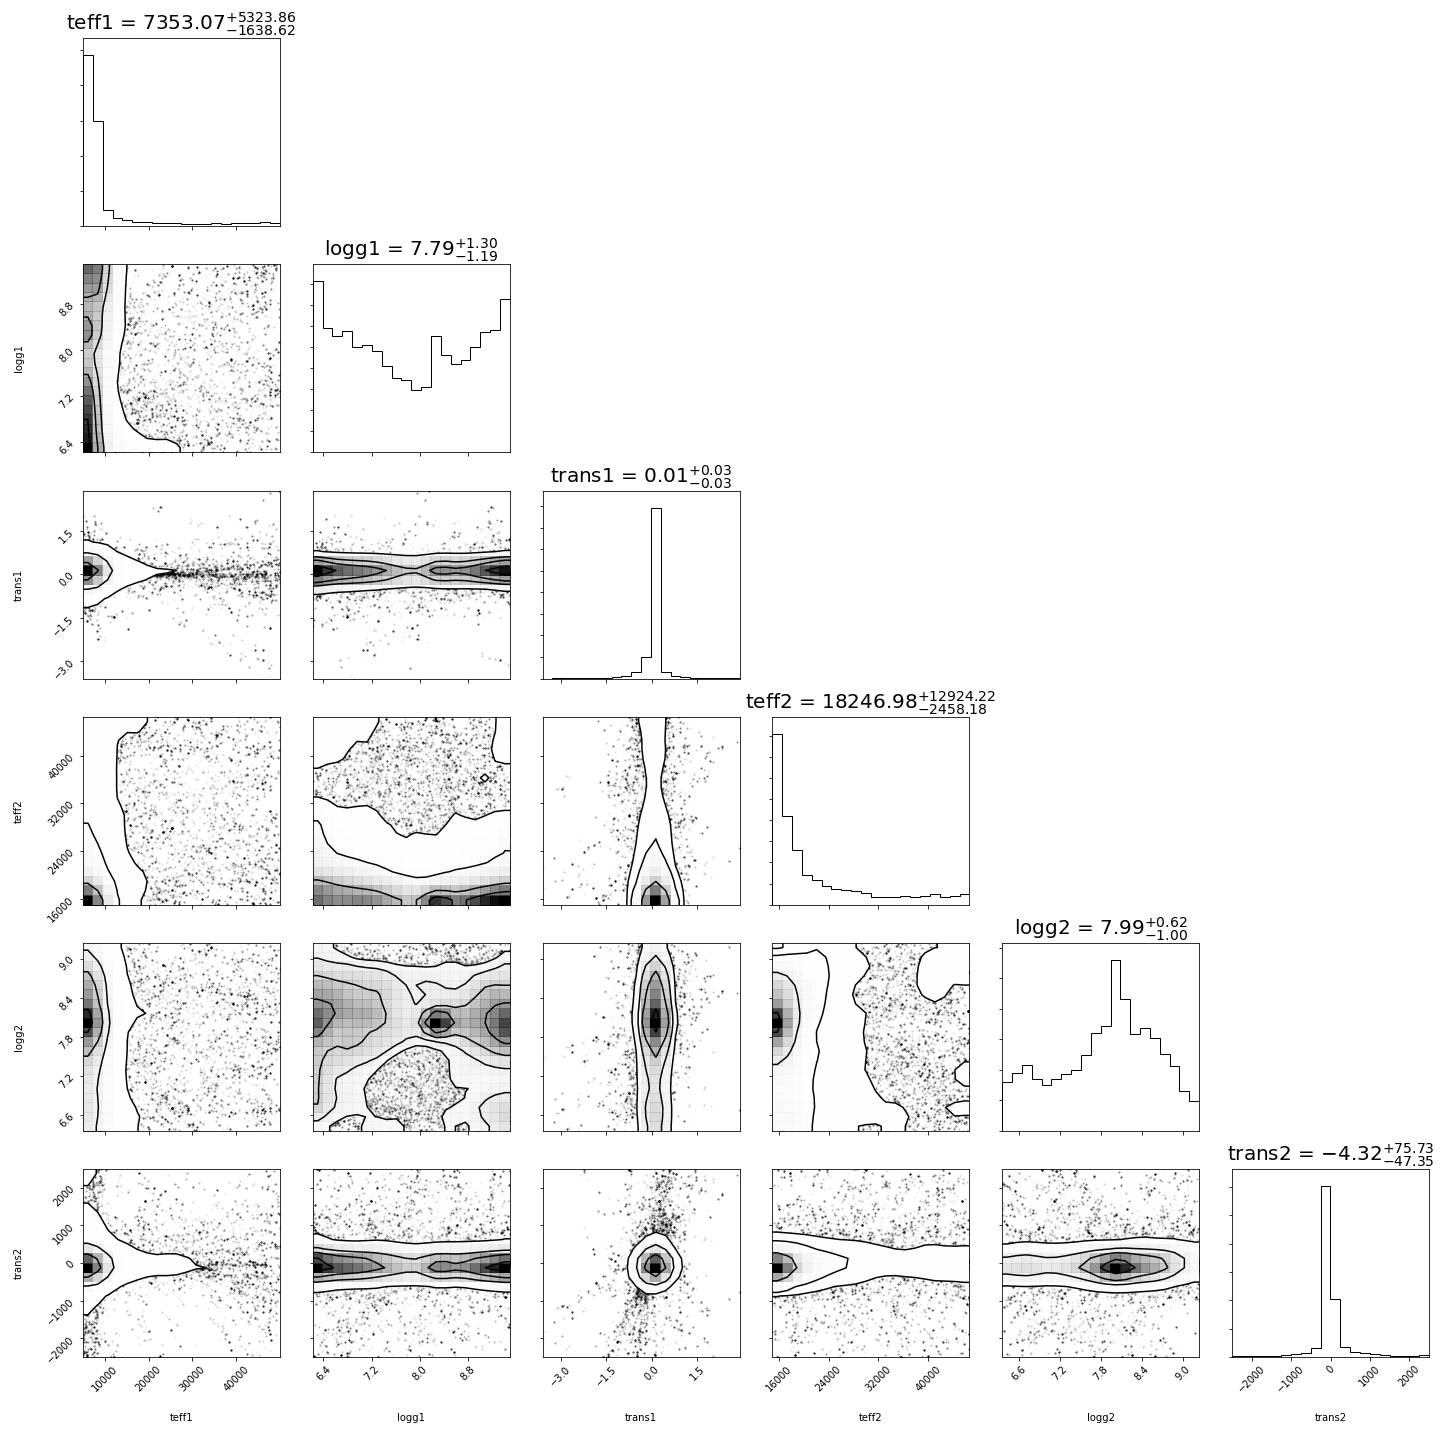 teff1 = 7353.07+5323.86−1638.62
logg1 = 7.79+1.30−1.19
8.8
8.0
7.2
6.4
logg1
trans1 = 0.01+0.03−0.03
1.5
0.0
−1.5
−3.0
trans1
teff2 = 18246.98+12924.22−2458.18
40000
32000
24000
16000
teff2
logg2 = 7.99+0.62−1.00
9.0
8.4
7.8
7.2
6.6
logg2
trans2 = −4.32+75.73−47.35
2000
1000
0
−1000
−2000
trans2
10000 20000 30000 40000 6.4 7.2 8.0 8.8 −3.0 −1.5 0.0 1.5 16000 24000 32000 40000 6.6 7.2 7.8 8.4 9.0 −2000 −1000 0 1000 2000
teff1 logg1 trans1 teff2 logg2 trans2